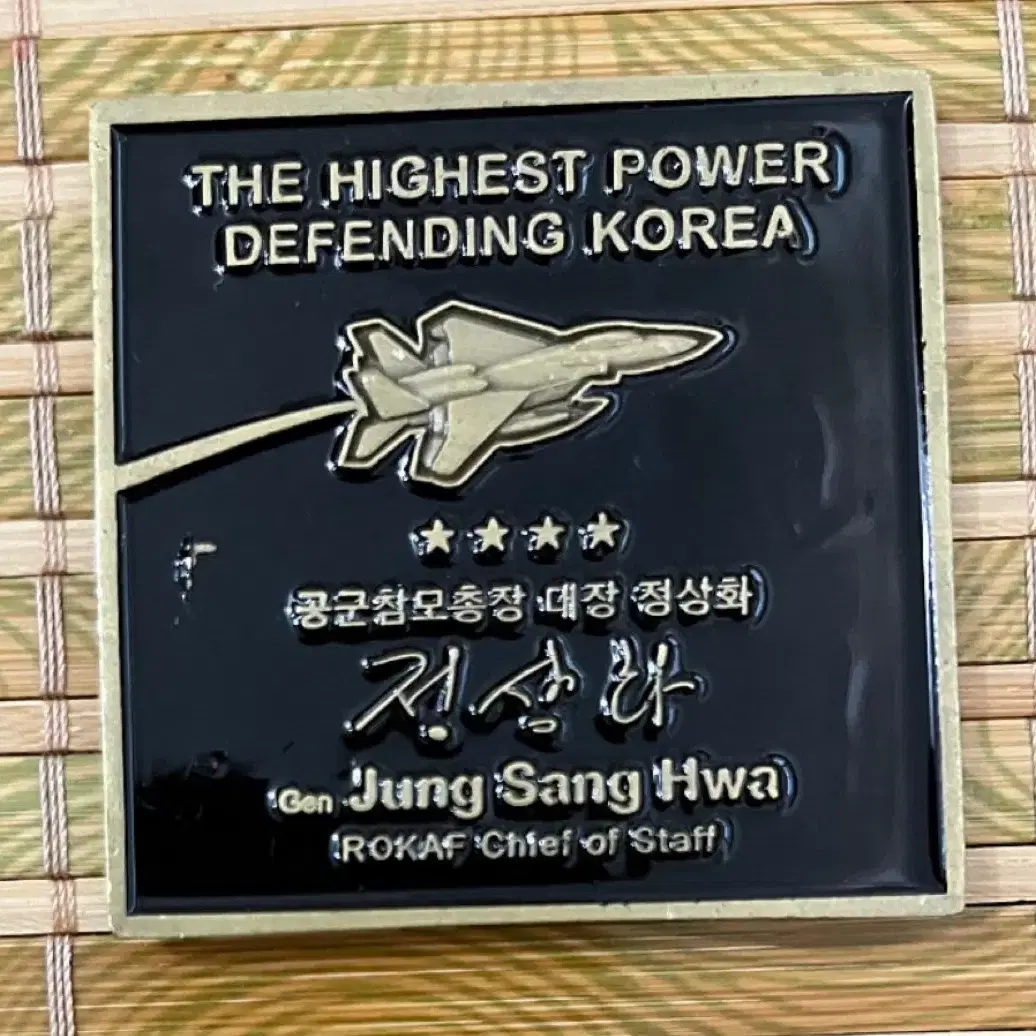 THE HIGHEST POWER
DEFENDING KOREA
공군참모총장 대장 정상화
정상화
Gen Jung Sang Hwa
ROKAF Chief of Staff